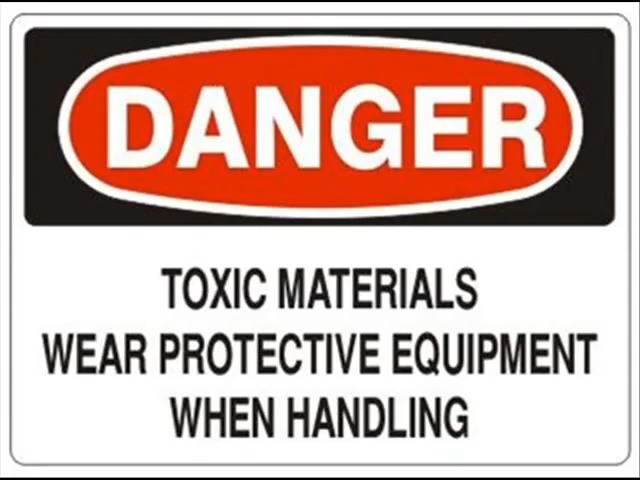 DANGER
TOXIC MATERIALS
WEAR PROTECTIVE EQUIPMENT
WHEN HANDLING